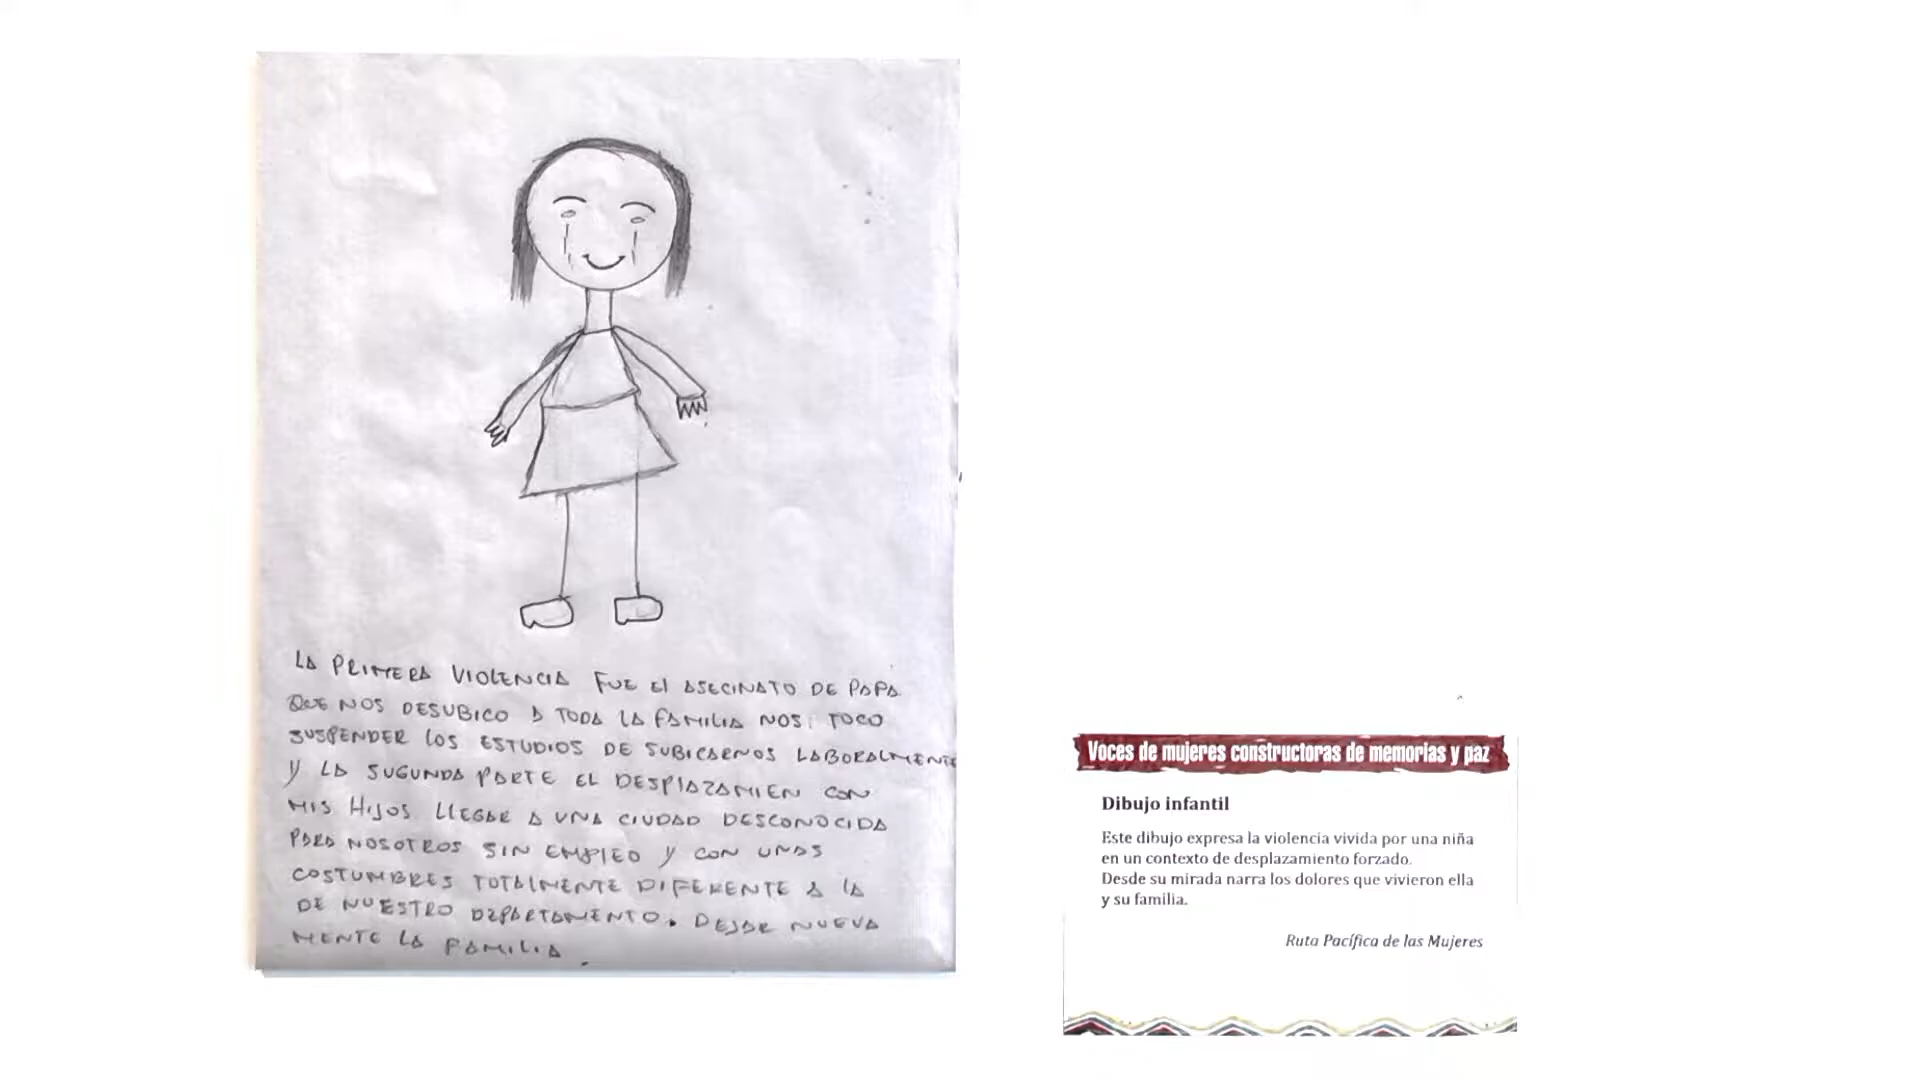 LA PRIMERA VIOLENCIA FUE El ASECINATO DE PAPA
QUE NOS DESUBICO A TODA LA FAMILIA NOS TOCO
SUSPENDER LOS ESTUDIOS DE SUBICARNOS LABORALMENTE
Y LA SUGUNDA PARTE EL DESPLAZAMIEN CON
MIS HIJOS LLEGAR A UNA CIUDAD DESCONOCIDA
PARA NOSOTROS SIN EMPLEO Y CON UNAS
COSTUMBRES TOTALMENTE DIFERENTE A LA
DE NUESTRO DEPARTAMENTO. DEJAR NUEVA
MENTE LA FAMILIA.
Voces de mujeres constructoras de memorias y paz
Dibujo infantil
Este dibujo expresa la violencia vivida por una niña
en un contexto de desplazamiento forzado.
Desde su mirada narra los dolores que vivieron ella
y su familia.
Ruta Pacífica de las Mujeres